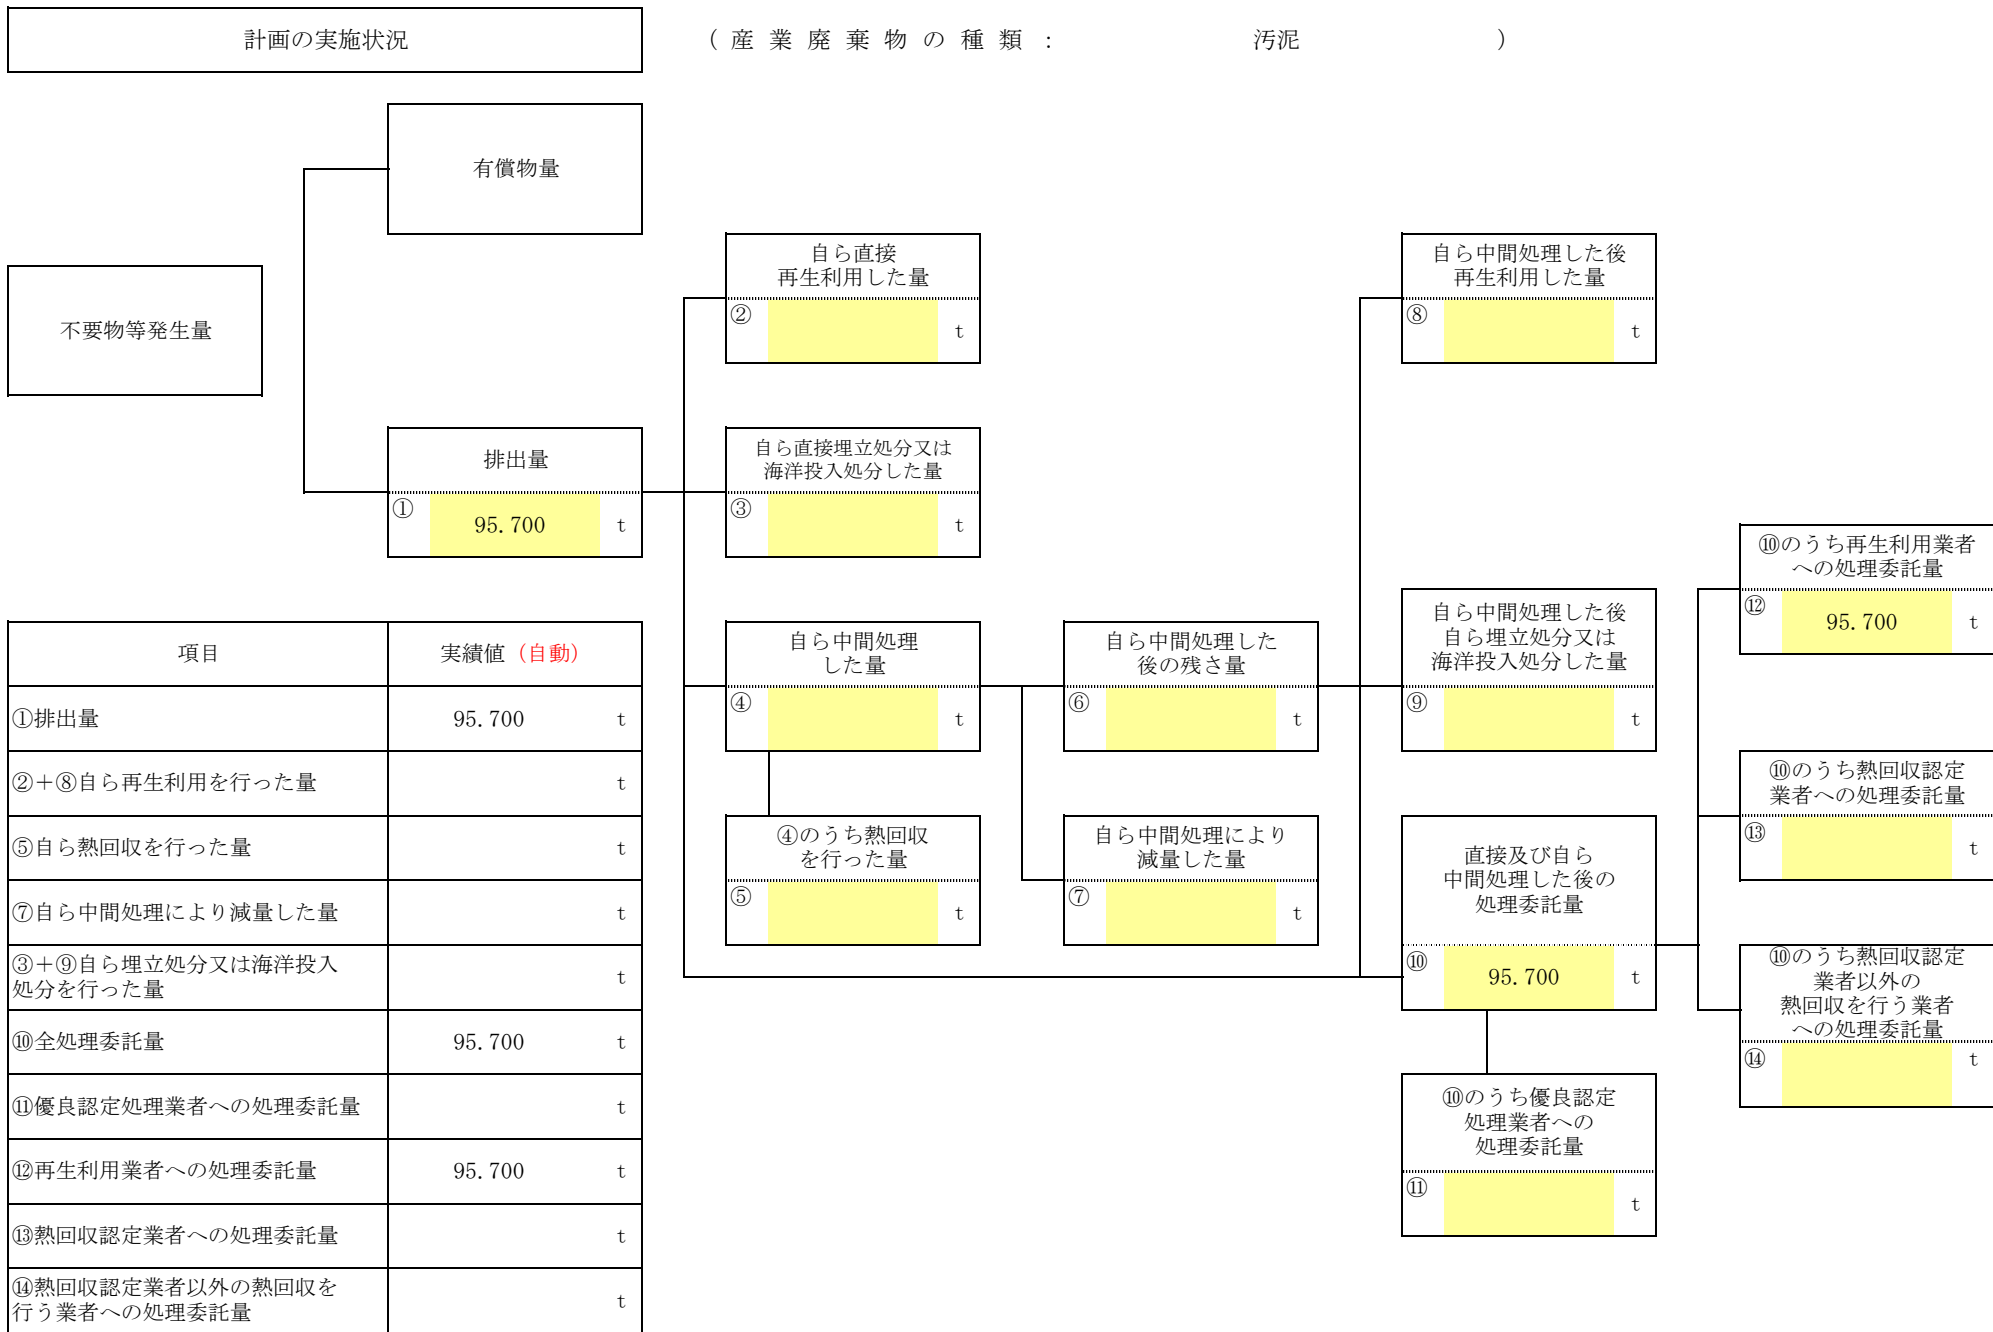 計画の実施状況
（産業廃棄物の種類： 汚泥 ）
有償物量
不要物等発生量
排出量
① 95.700 t
自ら直接
再生利用した量
② t
自ら直接埋立処分又は
海洋投入処分した量
③ t
自ら中間処理
した量
④ t
④のうち熱回収
を行った量
⑤ t
自ら中間処理した
後の残さ量
⑥ t
自ら中間処理により
減量した量
⑦ t
自ら中間処理した後
再生利用した量
⑧ t
自ら中間処理した後
自ら埋立処分又は
海洋投入処分した量
⑨ t
直接及び自ら
中間処理した後の
処理委託量
⑩ 95.700 t
⑩のうち優良認定
処理業者への
処理委託量
⑪ t
⑩のうち再生利用業者
への処理委託量
⑫ 95.700 t
⑩のうち熱回収認定
業者への処理委託量
⑬ t
⑩のうち熱回収認定
業者以外の
熱回収を行う業者
への処理委託量
⑭ t
項目 実績値（自動）
①排出量 95.700 t
②＋⑧自ら再生利用を行った量 t
⑤自ら熱回収を行った量 t
⑦自ら中間処理により減量した量 t
③＋⑨自ら埋立処分又は海洋投入
処分を行った量 t
⑩全処理委託量 95.700 t
⑪優良認定処理業者への処理委託量 t
⑫再生利用業者への処理委託量 95.700 t
⑬熱回収認定業者への処理委託量 t
⑭熱回収認定業者以外の熱回収を
行う業者への処理委託量 t